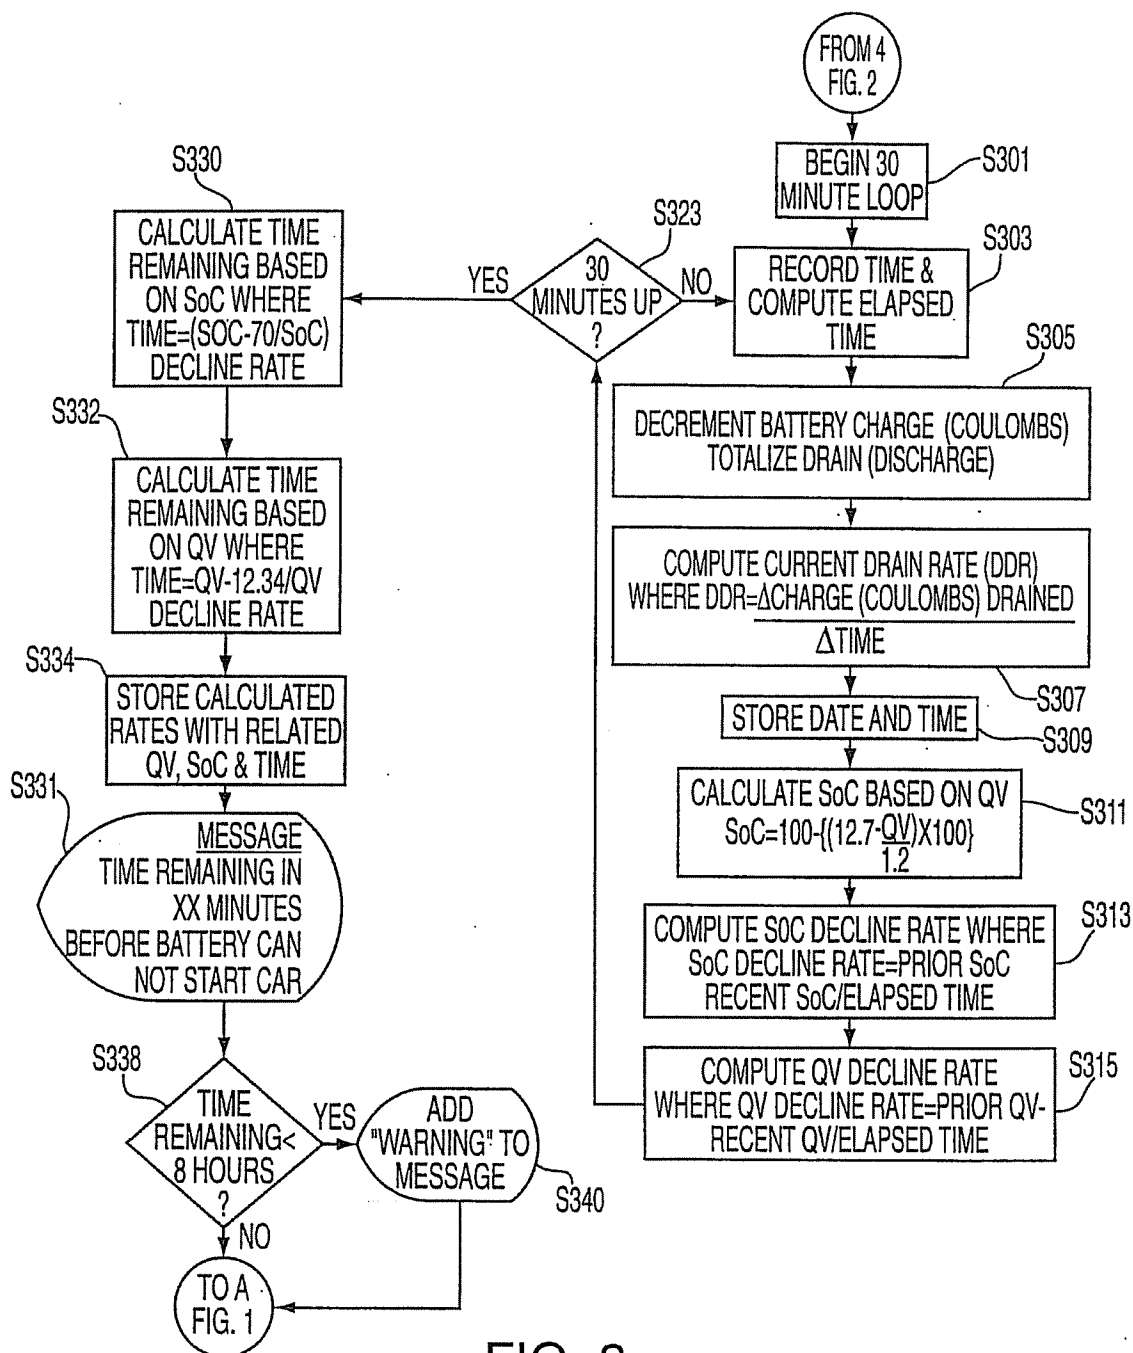 FROM 4
FIG. 2
BEGIN 30
MINUTE LOOP
S301
RECORD TIME &
COMPUTE ELAPSED
TIME
S303
DECREMENT BATTERY CHARGE (COULOMBS)
TOTALIZE DRAIN (DISCHARGE)
S305
COMPUTE CURRENT DRAIN RATE (DDR)
WHERE DDR=ΔCHARGE (COULOMBS) DRAINED
ΔTIME
S307
STORE DATE AND TIME
S309
CALCULATE SoC BASED ON QV
SoC=100-{((12.7-QV)X100}
1.2
S311
COMPUTE SOC DECLINE RATE WHERE
SoC DECLINE RATE=PRIOR SoC
RECENT SoC/ELAPSED TIME
S313
COMPUTE QV DECLINE RATE
WHERE QV DECLINE RATE=PRIOR QV-
RECENT QV/ELAPSED TIME
S315
S323
30
MINUTES UP
?
NO
YES
S330
CALCULATE TIME
REMAINING BASED
ON SoC WHERE
TIME=(SOC-70/SoC)
DECLINE RATE
S332
CALCULATE TIME
REMAINING BASED
ON QV WHERE
TIME=QV-12.34/QV
DECLINE RATE
S334
STORE CALCULATED
RATES WITH RELATED
QV, SoC & TIME
S331
MESSAGE
TIME REMAINING IN
XX MINUTES
BEFORE BATTERY CAN
NOT START CAR
S338
TIME
REMAINING<
8 HOURS
?
YES
ADD
"WARNING" TO
MESSAGE
S340
NO
TO A
FIG. 1